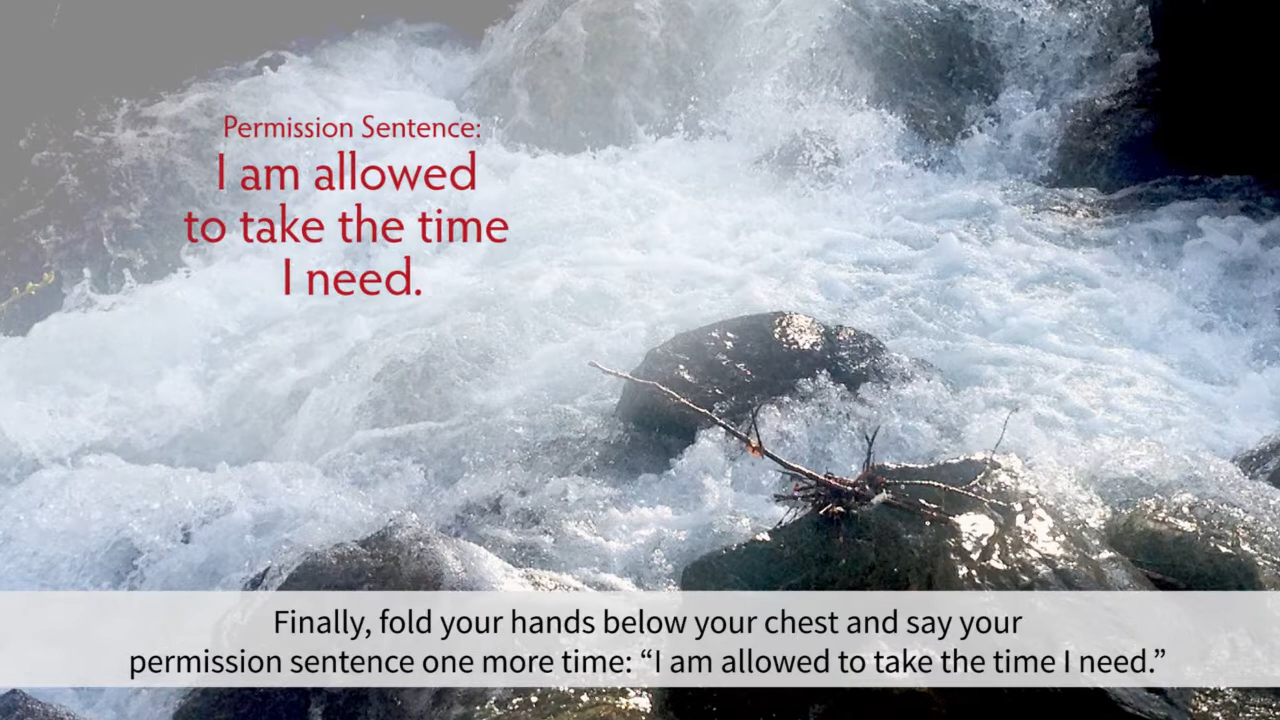 Permission Sentence:
I am allowed
to take the time
I need.
Finally, fold your hands below your chest and say your
permission sentence one more time: “I am allowed to take the time I need.”